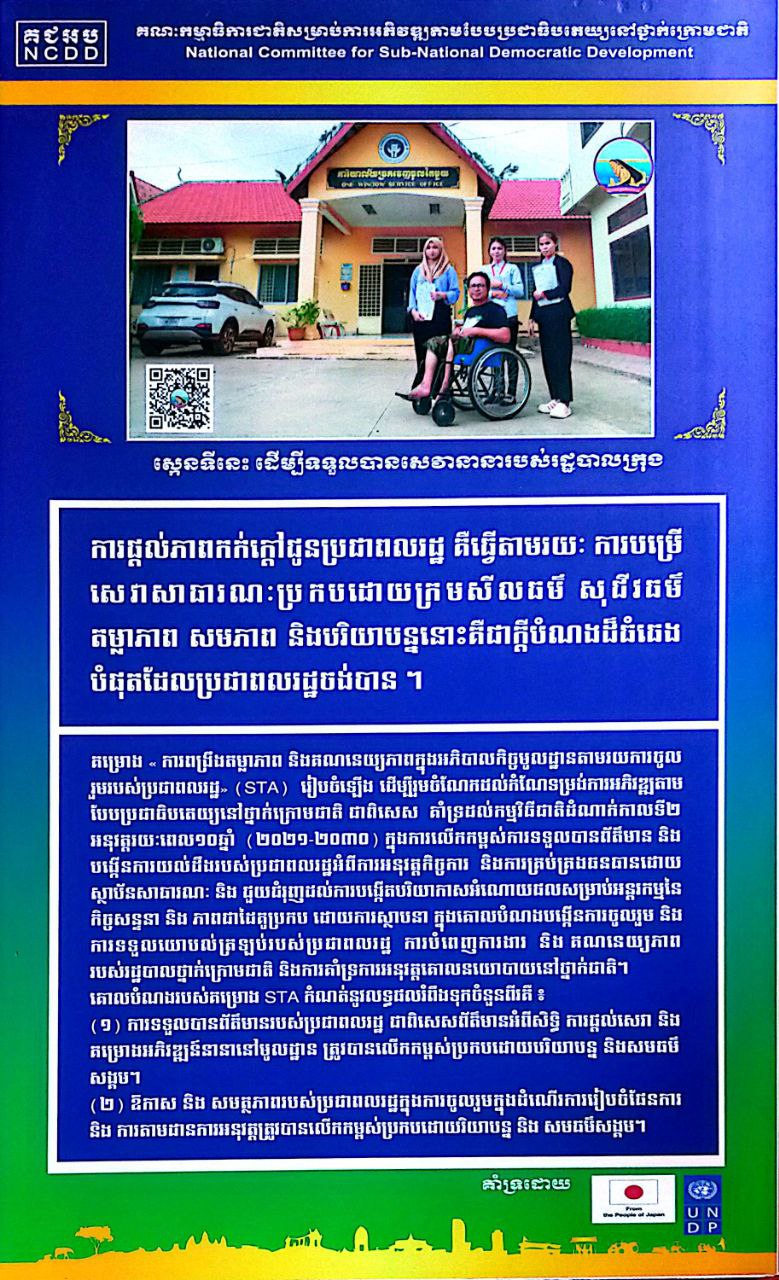 គជអប
NCDD
គណៈកម្មាធិការជាតិសម្រាប់ការអភិវឌ្ឍតាមបែបប្រជាធិបតេយ្យនៅថ្នាក់ក្រោមជាតិ
National Committee for Sub-National Democratic Development
ការិយាល័យច្រកចេញចូលតែមួយ
ONE WINDOW SERVICE OFFICE
ស្កេនទីនេះ ដើម្បីទទួលបានសេវានានារបស់រដ្ឋបាលក្រុង
ការផ្តល់ភាពកក់ក្តៅជូនប្រជាពលរដ្ឋ គឺធ្វើតាមរយៈ ការបម្រើ
សេវាសាធារណៈប្រកបដោយក្រមសីលធម៌ សុជីវធម៌
តម្លាភាព សមភាព និងបរិយាបន្ននោះគឺជាក្តីបំណងដ៏ធំធេង
បំផុតដែលប្រជាពលរដ្ឋចង់បាន ។
គម្រោង « ការពង្រឹងតម្លាភាព និងគណនេយ្យភាពក្នុងអភិបាលកិច្ចមូលដ្ឋានតាមរយការចូល
រួមរបស់ប្រជាពលរដ្ឋ» (STA) រៀបចំឡើង ដើម្បីរួមចំណែកដល់កំណែទម្រង់ការអភិវឌ្ឍតាម
បែបប្រជាធិបតេយ្យនៅថ្នាក់ក្រោមជាតិ ជាពិសេស គាំទ្រដល់កម្មវិធីជាតិដំណាក់កាលទី២
អនុវត្តរយៈពេល១០ឆ្នាំ (២០២១-២០៣០) ក្នុងការលើកកម្ពស់ការទទួលបានព័ត៌មាន និង
បង្កើនការយល់ដឹងរបស់ប្រជាពលរដ្ឋអំពីការអនុវត្តកិច្ចការ និងការគ្រប់គ្រងធនធានដោយ
ស្ថាប័នសាធារណៈ និង ជួយជំរុញដល់ការបង្កើតបរិយាកាសអំណោយផលសម្រាប់អន្តរកម្មនៃ
កិច្ចសន្ទនា និង ភាពជាដៃគូប្រកប ដោយការស្ថាបនា ក្នុងគោលបំណងបង្កើនការចូលរួម និង
ការទទួលយោបល់ត្រឡប់របស់ប្រជាពលរដ្ឋ ការបំពេញការងារ និង គណនេយ្យភាព
របស់រដ្ឋបាលថ្នាក់ក្រោមជាតិ និងការគាំទ្រការអនុវត្តគោលនយោបាយនៅថ្នាក់ជាតិ។
គោលបំណងរបស់គម្រោង STA កំណត់នូវលទ្ធផលរំពឹងទុកចំនួនពីរគឺ ៖
(១) ការទទួលបានព័ត៌មានរបស់ប្រជាពលរដ្ឋ ជាពិសេសព័ត៌មានអំពីសិទ្ធិ ការផ្តល់សេវា និង
គម្រោងអភិវឌ្ឍន៍នានានៅមូលដ្ឋាន ត្រូវបានលើកកម្ពស់ប្រកបដោយបរិយាបន្ន និងសមធម៌
សង្គម។
(២) ឱកាស និង សមត្ថភាពរបស់ប្រជាពលរដ្ឋក្នុងការចូលរួមក្នុងដំណើរការរៀបចំផែនការ
និង ការតាមដានការអនុវត្តត្រូវបានលើកកម្ពស់ប្រកបដោយរិយាបន្ន និង សមធម៌សង្គម។
គាំទ្រដោយ
From
the People of Japan
U N
D P